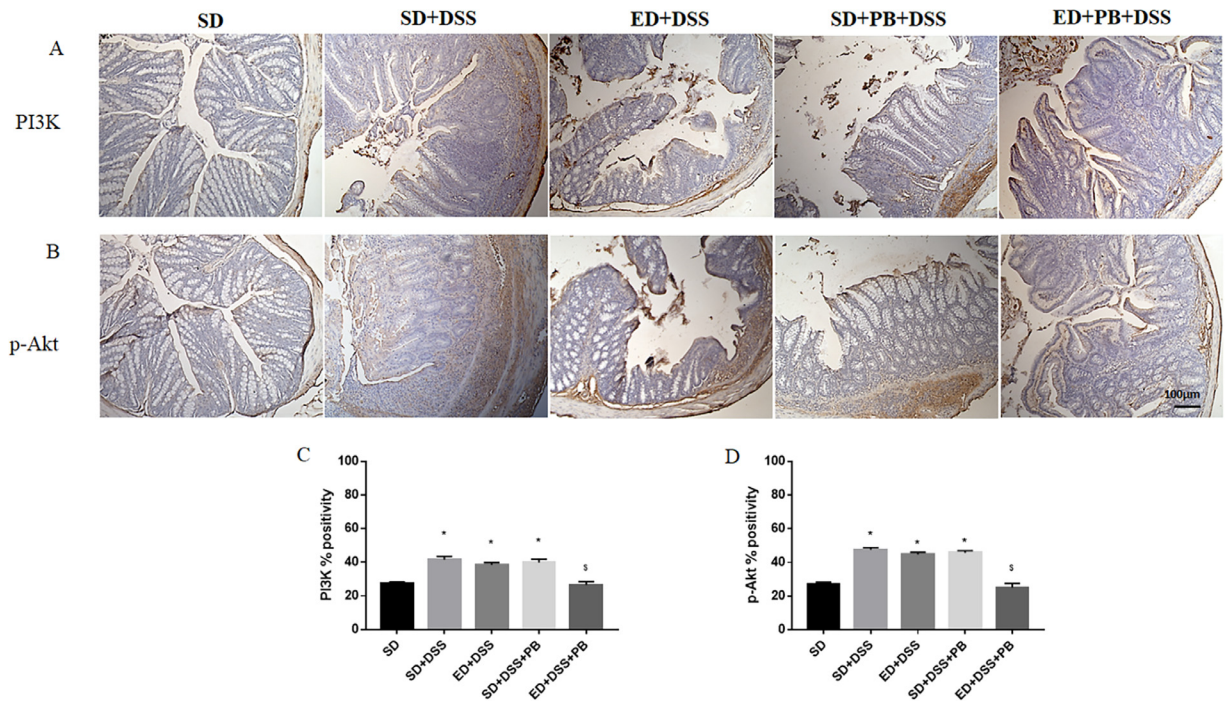 SD SD+DSS ED+DSS SD+PB+DSS ED+PB+DSS
A
PI3K
B
p-Akt
100µm
C
PI3K % positivity
100
80
60
40
20
0
* * * $
SD SD+DSS ED+DSS SD+DSS+PB ED+DSS+PB
D
p-Akt % positivity
100
80
60
40
20
0
* * * $
SD SD+DSS ED+DSS SD+DSS+PB ED+DSS+PB